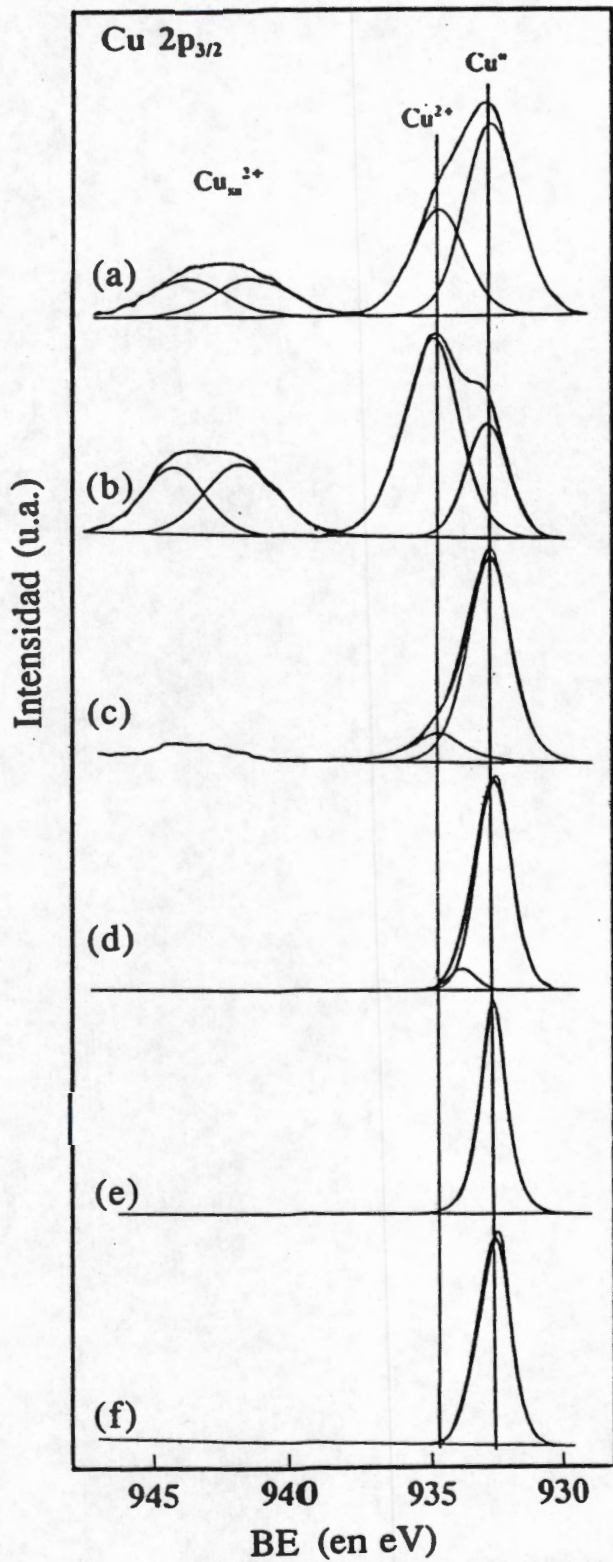 Cu 2p3/2
Cu°
Cu2+
Cusat2+
(a)
(b)
(c)
(d)
(e)
(f)
Intensidad (u.a.)
945 940 935 930
BE (en eV)